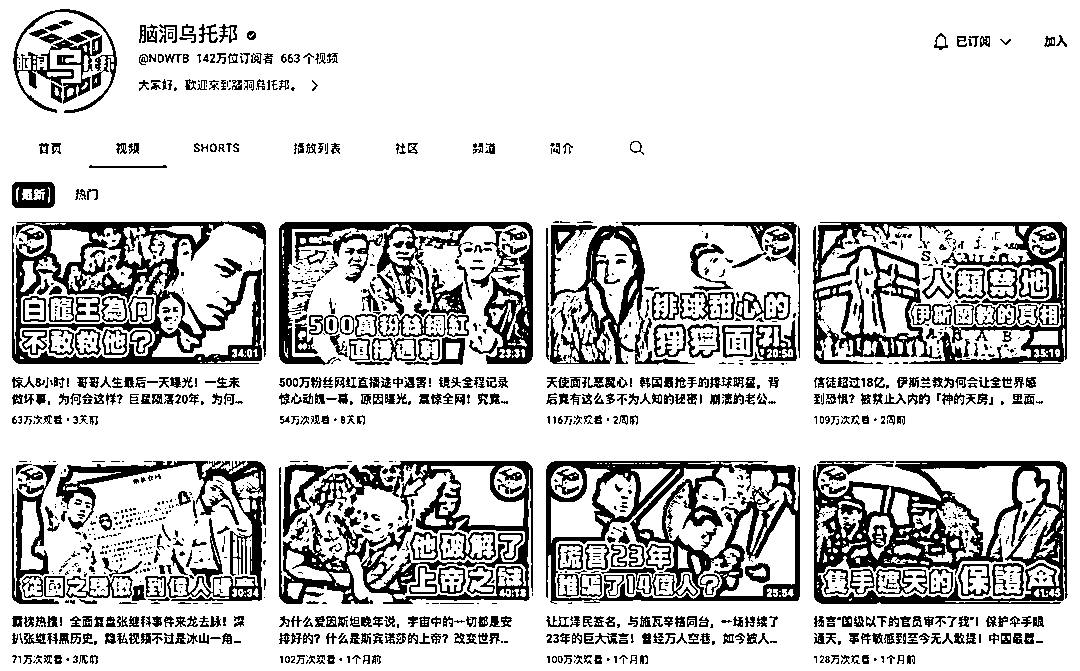 脑洞乌托邦
@NDWTB 142万位订阅者 663 个视频
大家好，歡迎來到腦洞烏托邦。
已订阅
加入
首页
视频
SHORTS
播放列表
社区
频道
简介
最新
热门
白龍王為何
不敢救他？
34:01
500萬粉絲網紅
直播遇刺
23:31
排球甜心的
猙獰面孔
20:50
人類禁地
伊斯蘭教的真相
35:19
惊人8小时！哥哥人生最后一天曝光！一生未
做坏事，为何会这样？巨星陨落20年，为何...
63万次观看・3天前
500万粉丝网红直播途中遇害！镜头全程记录
惊心动魄一幕，原因曝光，震惊全网！究竟...
54万次观看・8天前
天使面孔恶魔心！韩国最抢手的排球明星，背
后竟有这么多不为人知的秘密！崩溃的老公...
116万次观看・2周前
信徒超过18亿，伊斯兰教为何会让全世界感
到恐惧？被禁止入内的「神的天房」，里面...
109万次观看・2周前
從國之驕傲 到億人唾棄
30:34
他破解了
上帝之謎
40:18
謊言23年
誰騙了14億人？
25:54
隻手遮天的保護傘
41:45
霸榜热搜！全面复盘张继科事件来龙去脉！深
扒张继科黑历史，隐私视频不过是冰山一角...
71万次观看・3周前
为什么爱因斯坦晚年说，宇宙中的一切都是安
排好的？什么是斯宾诺莎的上帝？改变世界...
102万次观看・1个月前
让江泽民签名，与施瓦辛格同台，一场持续了
23年的巨大谎言！曾经万人空巷，如今被人...
100万次观看・1个月前
扬言“国级以下的官员审不了我”！保护伞手眼
通天，事件敏感到至今无人敢提！中国最嚣...
128万次观看・1个月前